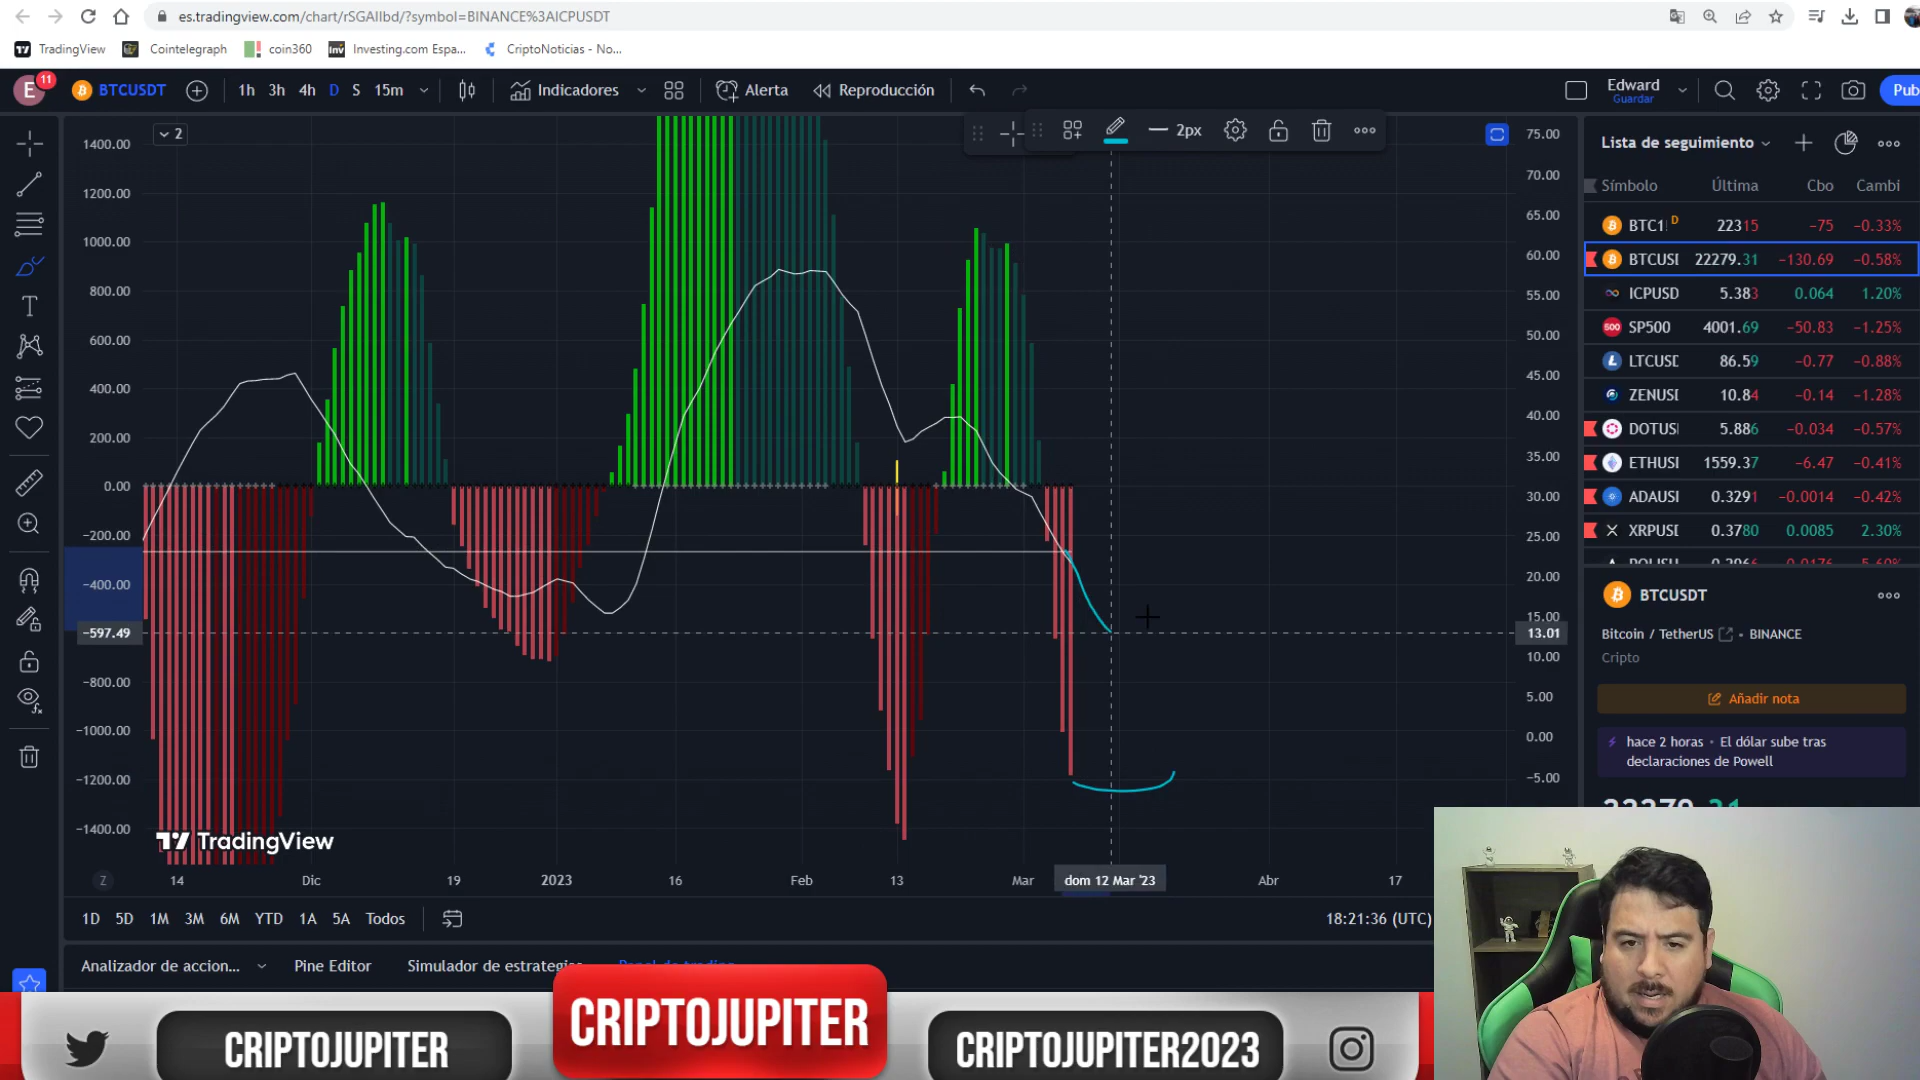 es.tradingview.com/chart/rSGAIIbd/?symbol=BINANCE%3AICPUSDT
TradingView
Cointelegraph
coin360
Inv
Investing.com Espa...
CriptoNoticias - No...
E
11
BTCUSDT
1h 3h 4h D S 15m
Indicadores
Alerta
Reproducción
Edward
Guardar
Pub
2
2px
1400.00
1200.00
1000.00
800.00
600.00
400.00
200.00
0.00
−200.00
−400.00
−597.49
−800.00
−1000.00
−1200.00
−1400.00
75.00
70.00
65.00
60.00
55.00
50.00
45.00
40.00
35.00
30.00
25.00
20.00
15.00
13.01
10.00
5.00
0.00
−5.00
TradingView
Z
14 Dic 19 2023 16 Feb 13 Mar dom 12 Mar '23 Abr 17
1D 5D 1M 3M 6M YTD 1A 5A Todos
18:21:36 (UTC)
Analizador de accion...
Pine Editor
Simulador de estrategias
Lista de seguimiento
Símbolo Última Cbo Cambi
BTC1! D 22315 −75 −0.33%
BTCUSI 22279.31 −130.69 −0.58%
ICPUSD 5.383 0.064 1.20%
500 SP500 4001.69 −50.83 −1.25%
LTCUSD 86.59 −0.77 −0.88%
ZENUSI 10.84 −0.14 −1.28%
DOTUSI 5.886 −0.034 −0.57%
ETHUSI 1559.37 −6.47 −0.41%
ADAUSI 0.3291 −0.0014 −0.42%
XRPUSI 0.3780 0.0085 2.30%
BTCUSDT
Bitcoin / TetherUS • BINANCE
Cripto
Añadir nota
hace 2 horas • El dólar sube tras
declaraciones de Powell
CRIPTOJUPITER
CRIPTOJUPITER
CRIPTOJUPITER2023